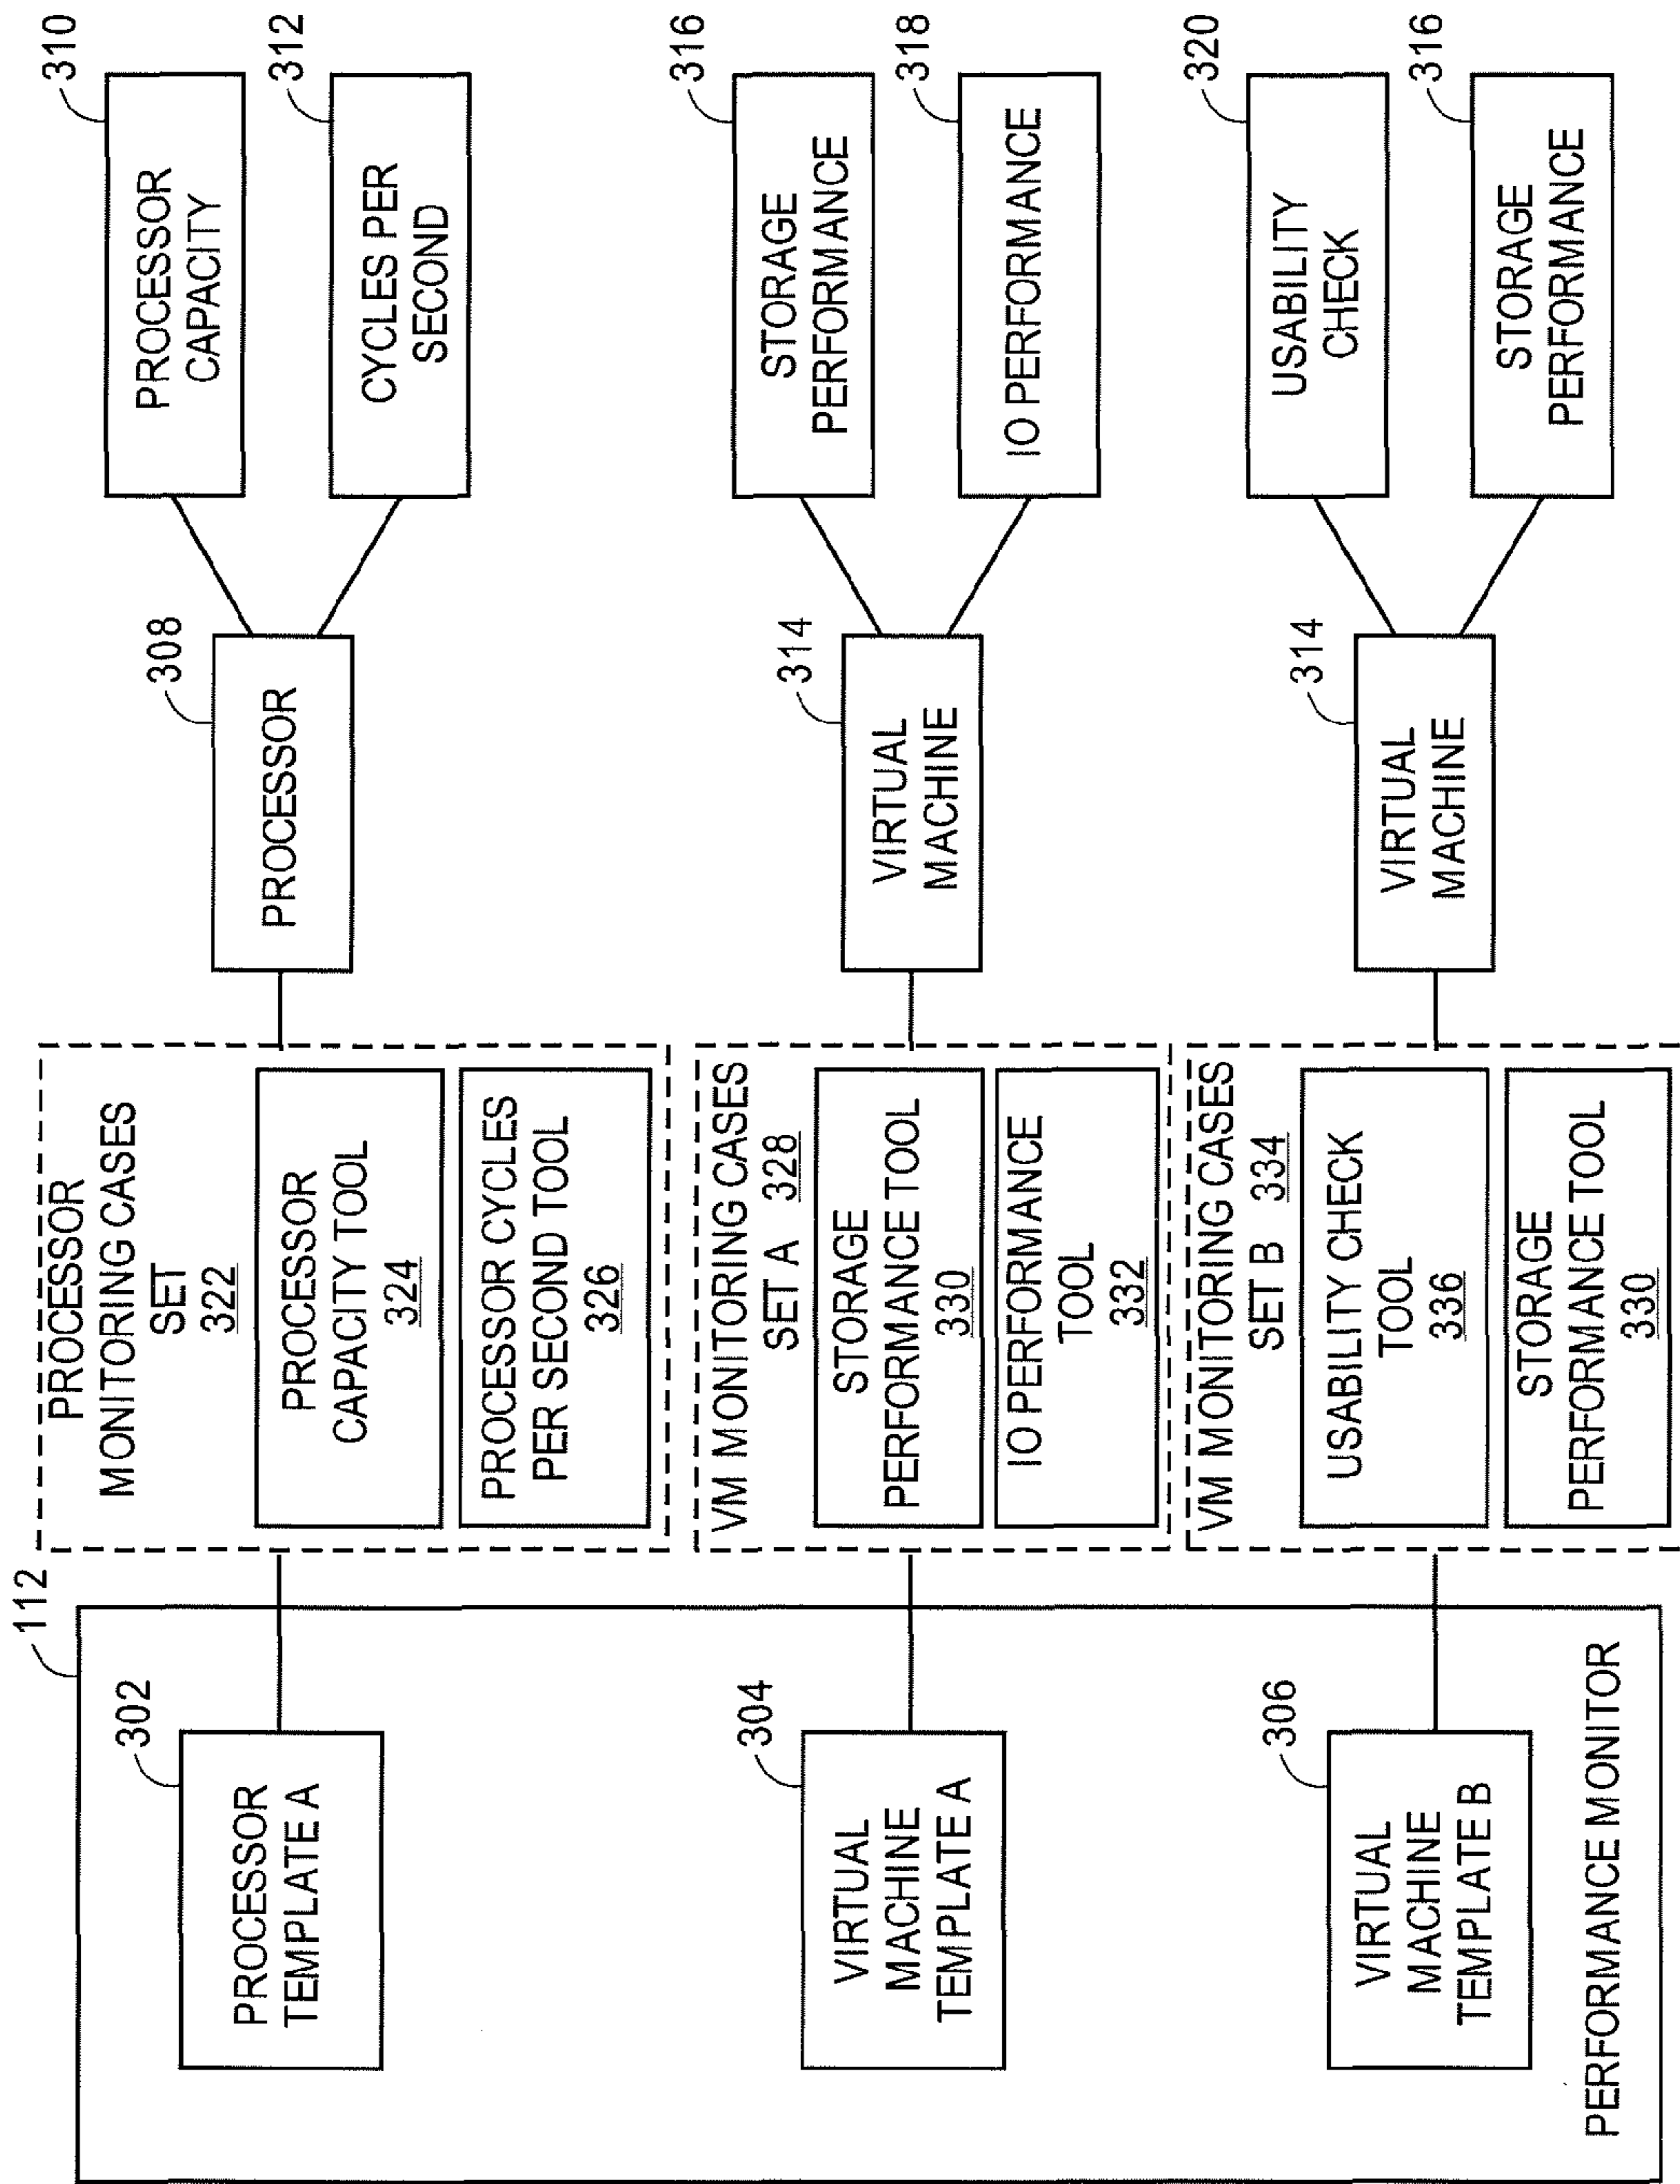 112
302
PROCESSOR
TEMPLATE A
304
VIRTUAL
MACHINE
TEMPLATE A
306
VIRTUAL
MACHINE
TEMPLATE B
PERFORMANCE MONITOR
PROCESSOR
MONITORING CASES
SET
322
PROCESSOR
CAPACITY TOOL
324
PROCESSOR CYCLES
PER SECOND TOOL
326
VM MONITORING CASES
SET A 328
STORAGE
PERFORMANCE TOOL
330
IO PERFORMANCE
TOOL
332
VM MONITORING CASES
SET B 334
USABILITY CHECK
TOOL
336
STORAGE
PERFORMANCE TOOL
330
308
PROCESSOR
314
VIRTUAL
MACHINE
314
VIRTUAL
MACHINE
310
PROCESSOR
CAPACITY
312
CYCLES PER
SECOND
316
STORAGE
PERFORMANCE
318
IO PERFORMANCE
320
USABILITY
CHECK
316
STORAGE
PERFORMANCE